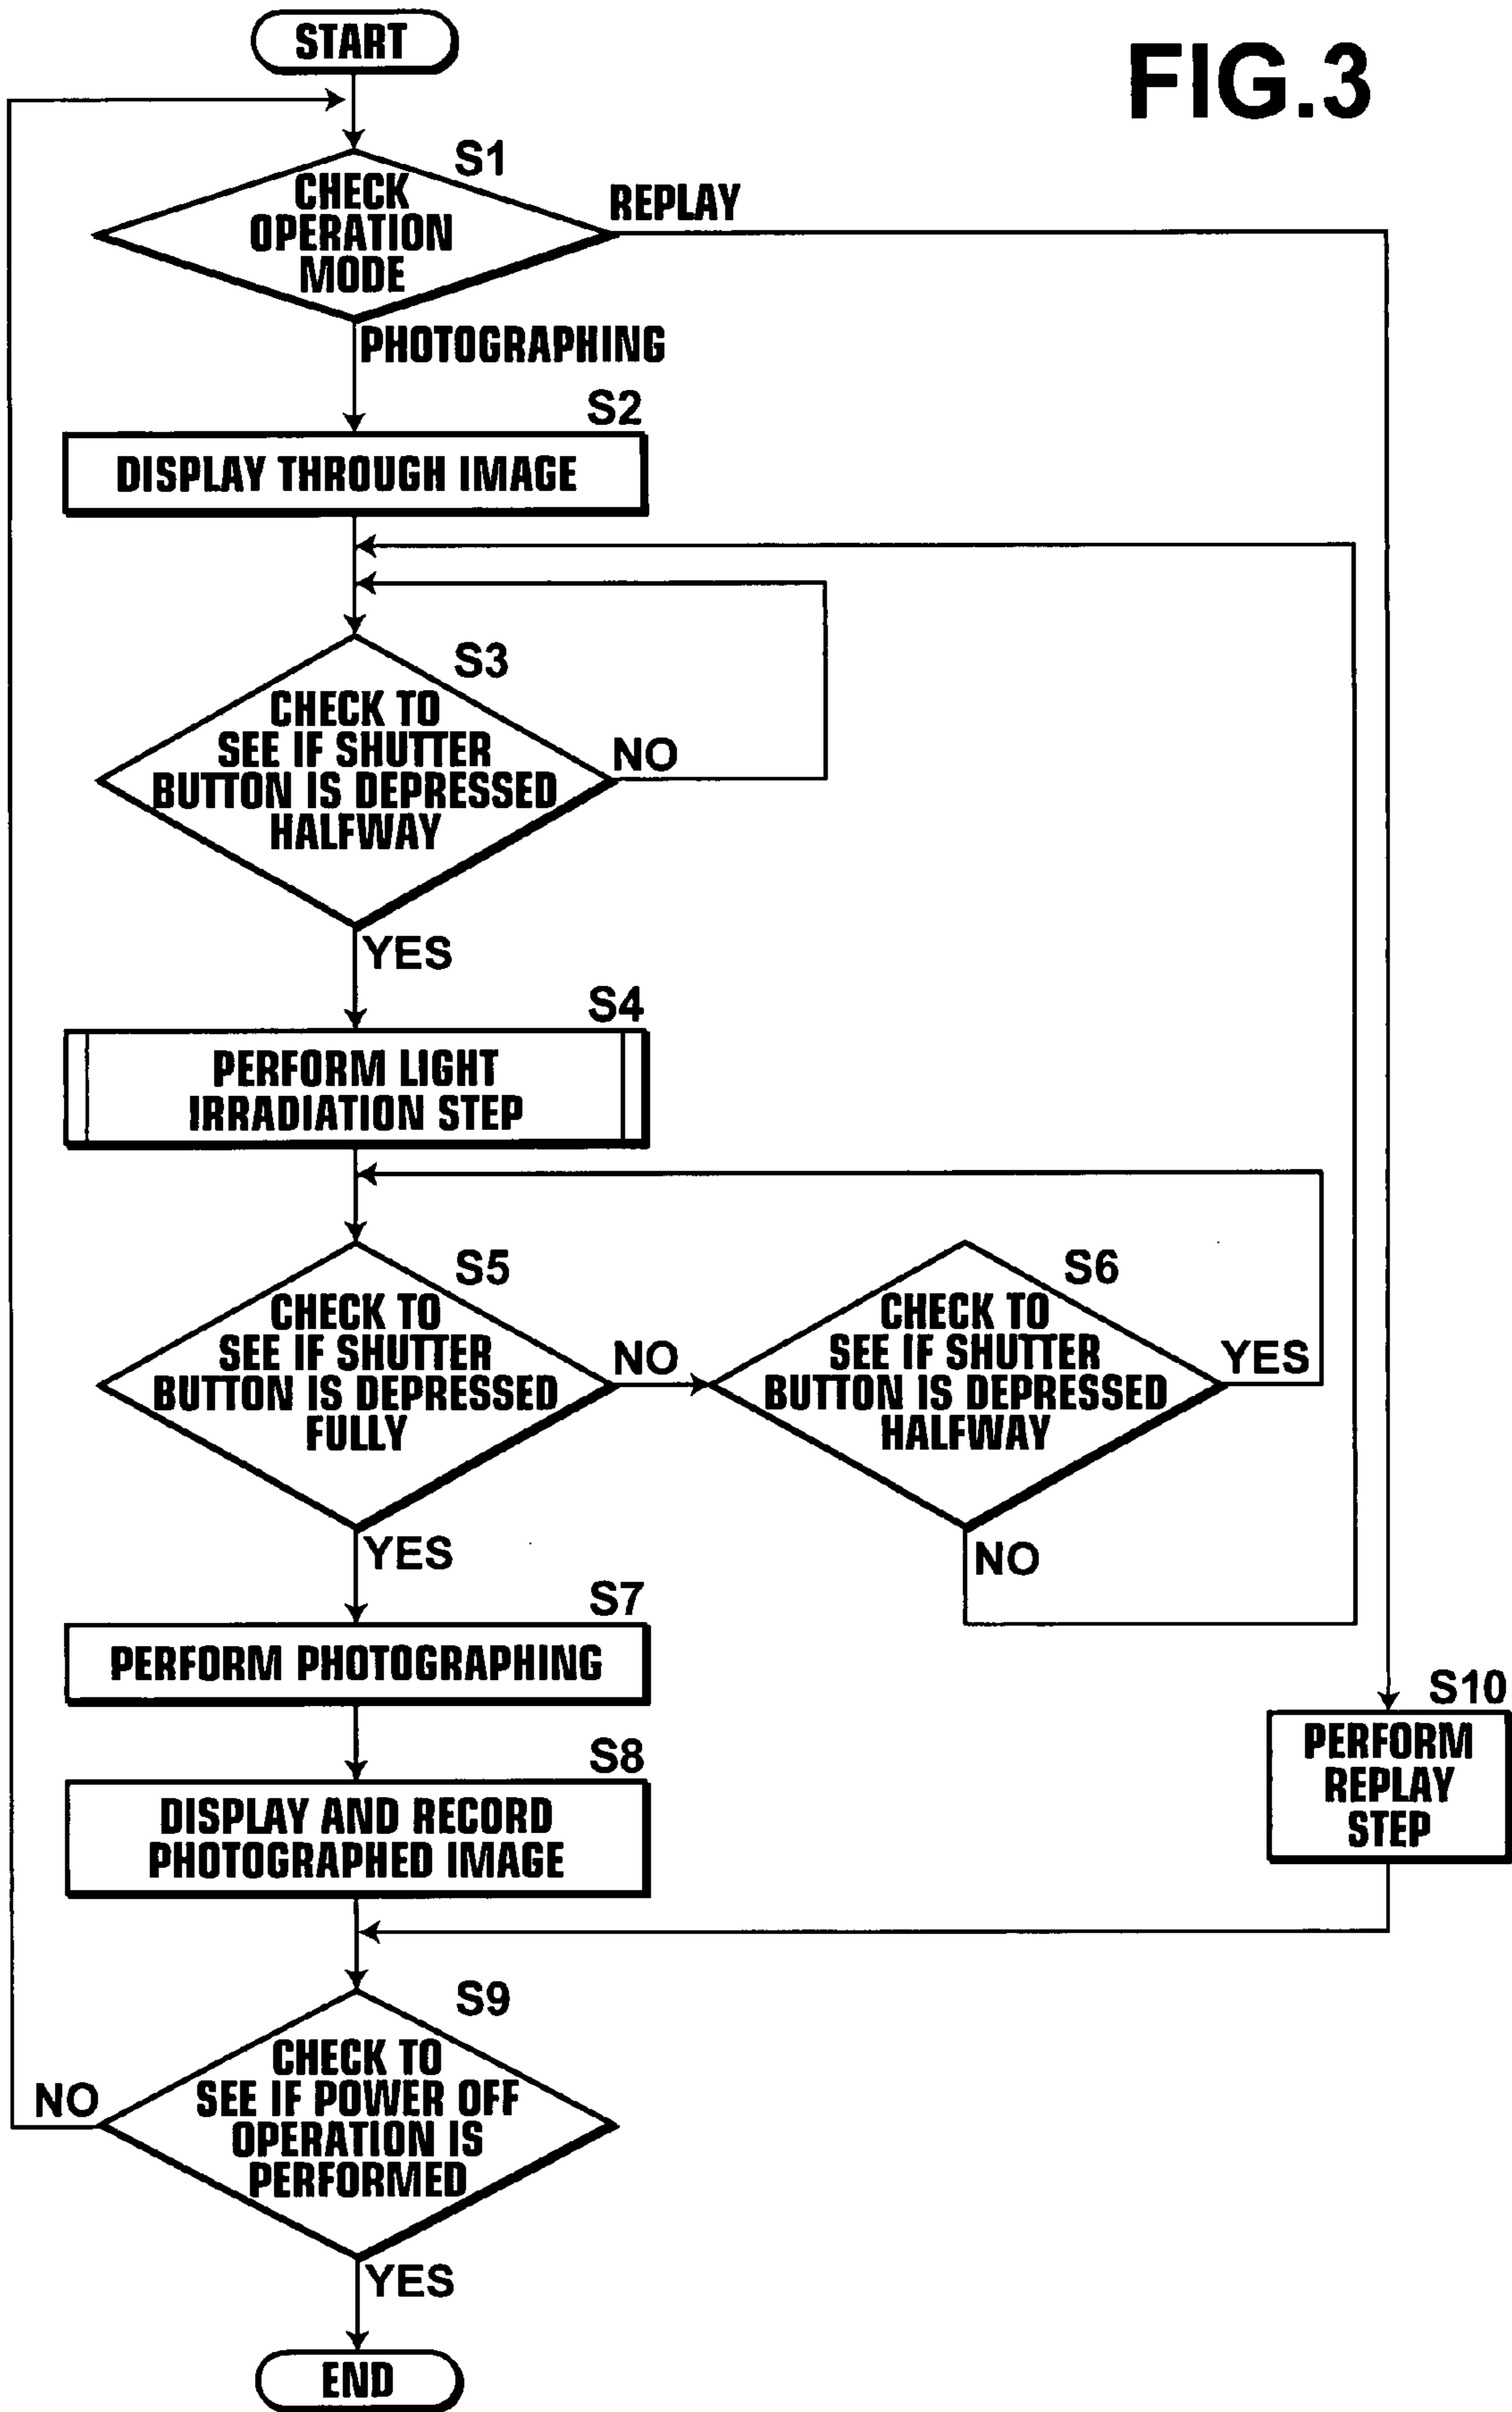 START
FIG.3
S1
CHECK
OPERATION
MODE
REPLAY
PHOTOGRAPHING
S2
DISPLAY THROUGH IMAGE
S3
CHECK TO
SEE IF SHUTTER
BUTTON IS DEPRESSED
HALFWAY
NO
YES
S4
PERFORM LIGHT
IRRADIATION STEP
S5
CHECK TO
SEE IF SHUTTER
BUTTON IS DEPRESSED
FULLY
NO
S6
CHECK TO
SEE IF SHUTTER
BUTTON IS DEPRESSED
HALFWAY
YES
NO
YES
S7
PERFORM PHOTOGRAPHING
S8
DISPLAY AND RECORD
PHOTOGRAPHED IMAGE
S10
PERFORM
REPLAY
STEP
S9
CHECK TO
SEE IF POWER OFF
OPERATION IS
PERFORMED
NO
YES
END